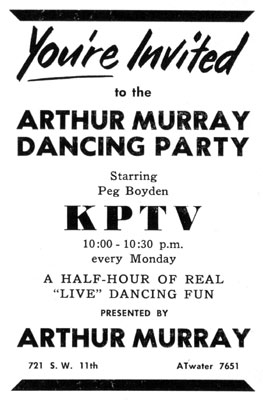 You're Invited
to the
ARTHUR MURRAY
DANCING PARTY
Starring
Peg Boyden
KPTV
10:00 - 10:30 p.m.
every Monday
A HALF-HOUR OF REAL
"LIVE" DANCING FUN
PRESENTED BY
ARTHUR MURRAY
721 S. W. 11th ATwater 7651